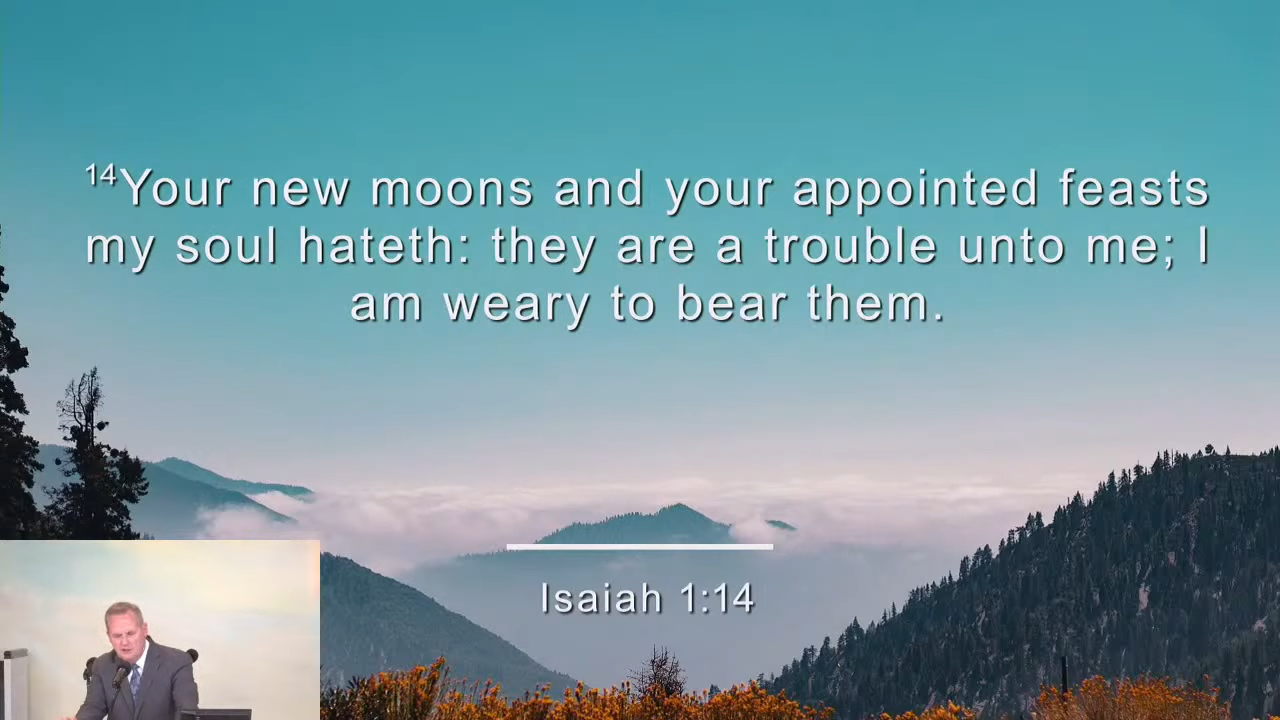 14Your new moons and your appointed feasts
my soul hateth: they are a trouble unto me; I
am weary to bear them.
Isaiah 1:14